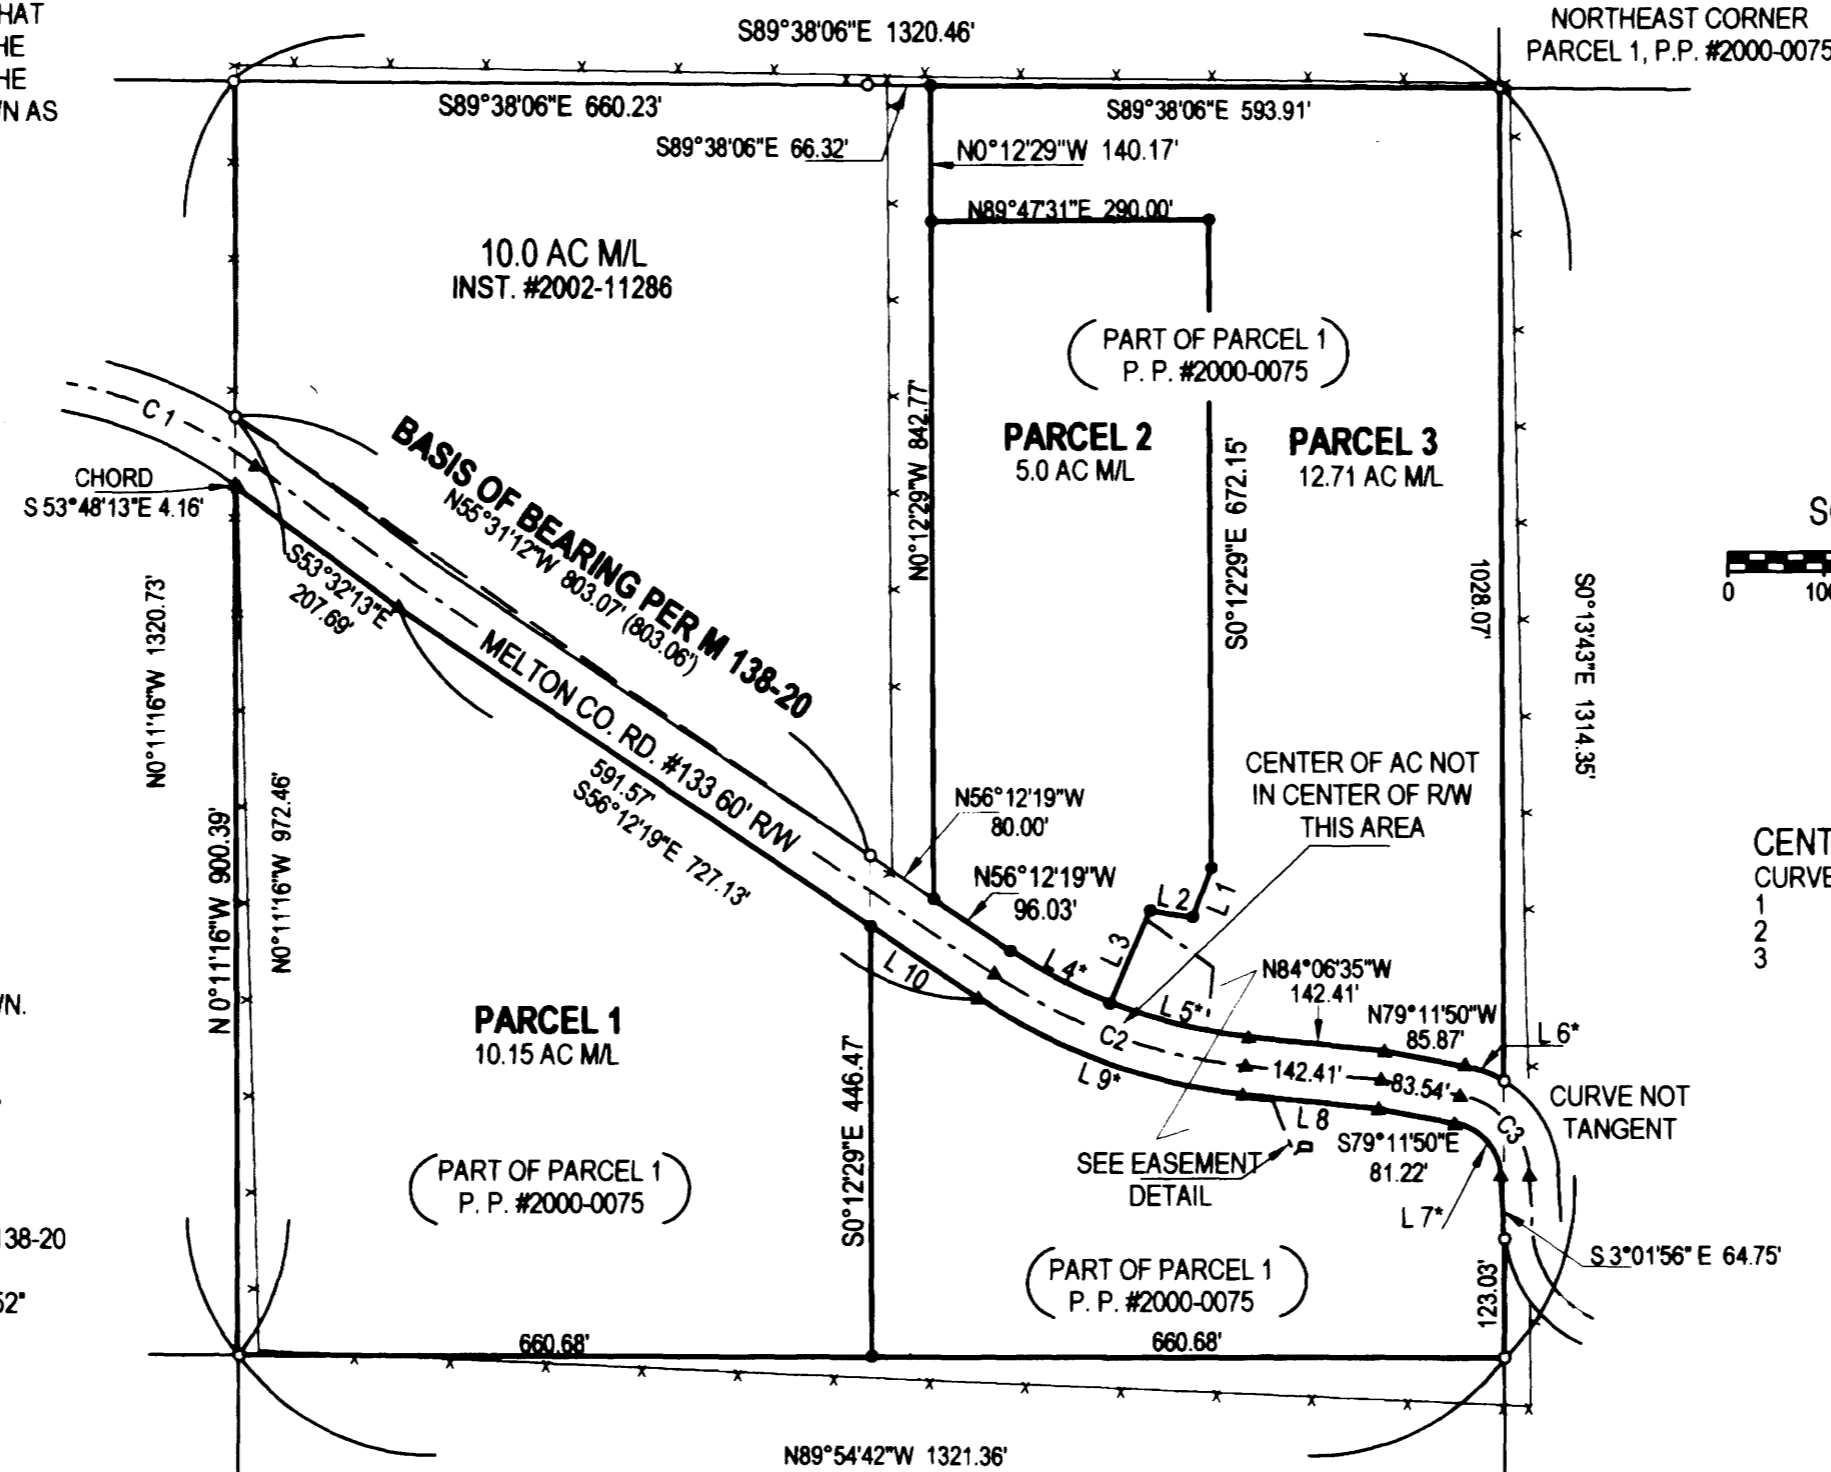 HAT
HE
HE
N AS
S89°38'06"E 1320.46'
NORTHEAST CORNER
PARCEL 1, P.P. #2000-0075
S89°38'06"E 660.23'
S89°38'06"E 593.91'
S89°38'06"E 66.32'
N0°12'29"W 140.17'
N89°47'31"E 290.00'
10.0 AC M/L
INST. #2002-11286
PART OF PARCEL 1
P. P. #2000-0075
C 1
N0°12'29"W 842.77'
PARCEL 2
5.0 AC M/L
S0°12'29"E 672.15'
PARCEL 3
12.71 AC M/L
CHORD
S 53°48'13"E 4.16'
BASIS OF BEARING PER M 138-20
N55°31'12"W 803.07' (803.06')
S53°32'13"E
207.69'
MELTON CO. RD. #133 60' R/W
591.57'
S56°12'19"E 727.13'
N0°11'16"W 1320.73'
N 0°11'16"W 900.39'
N0°11'16"W 972.46'
1028.07'
S0°13'43"E 1314.35'
0
CENTER OF AC NOT
IN CENTER OF R/W
THIS AREA
N56°12'19"W
80.00'
N56°12'19"W
96.03'
L 1
L 2
L 3
L 4*
L 5*
N84°06'35"W
142.41'
N79°11'50"W
85.87'
L 6*
L 10
C2
L 9*
142.41'
83.54'
C3
CURVE NOT
TANGENT
L 8
S79°11'50"E
81.22'
L 7*
SEE EASEMENT
DETAIL
S 3°01'56" E 64.75'
123.03'
PARCEL 1
10.15 AC M/L
S0°12'29"E 446.47'
PART OF PARCEL 1
P. P. #2000-0075
PART OF PARCEL 1
P. P. #2000-0075
660.68'
660.68'
N89°54'42"W 1321.36'
CENT
CURVE
1
2
3
N.
138-20
52"